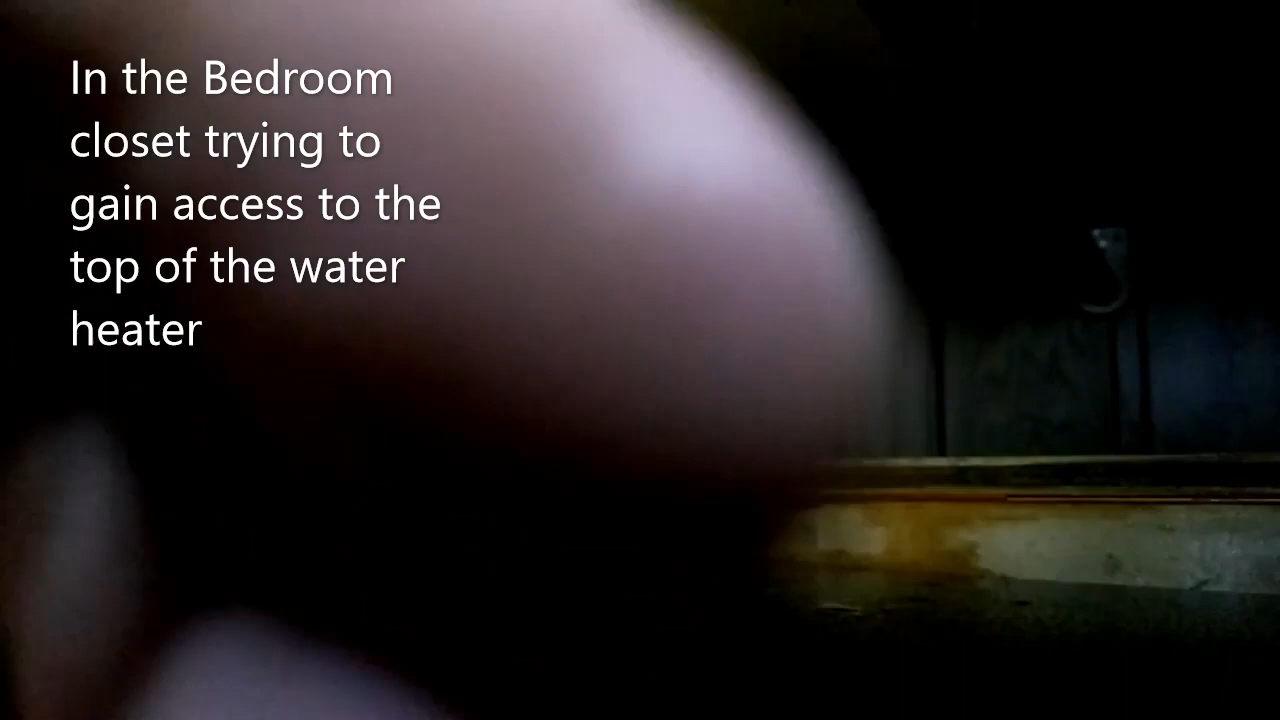 In the Bedroom
closet trying to
gain access to the
top of the water
heater